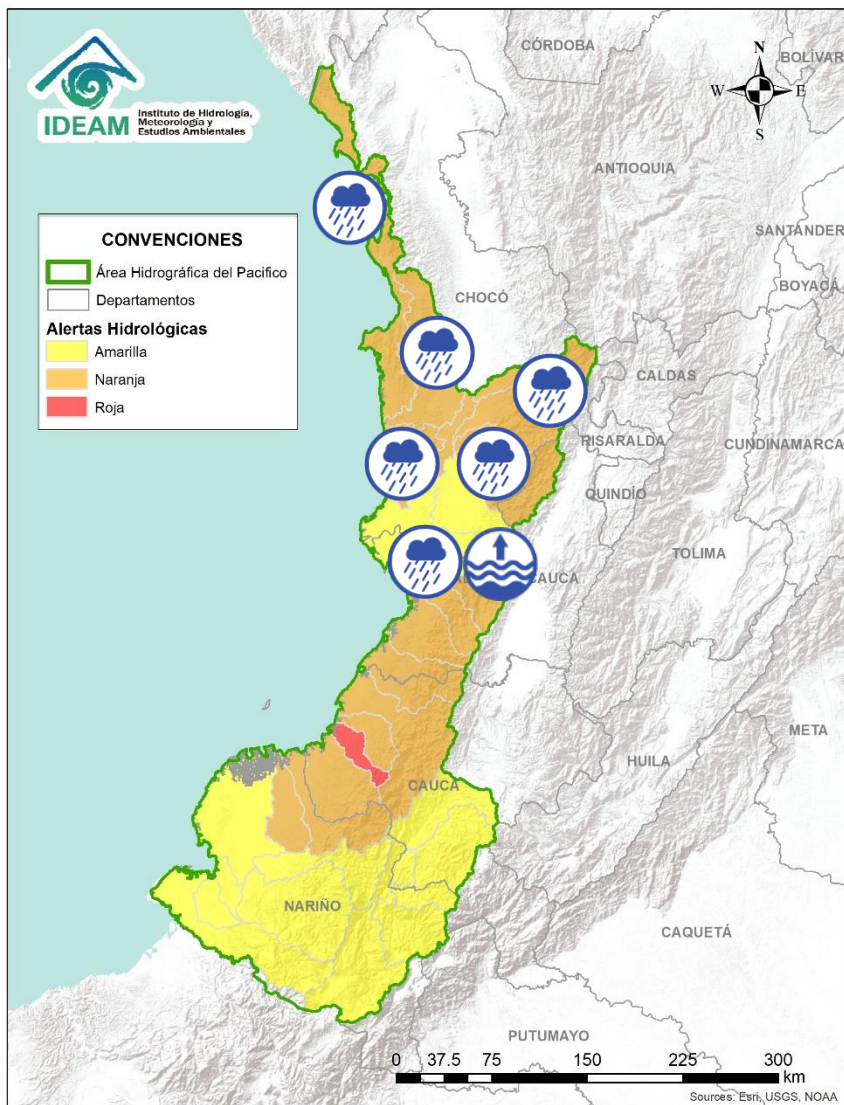 IDEAM
Instituto de Hidrología,
Meteorología y
Estudios Ambientales
CÓRDOBA
BOLÍVAR
N
W
E
S
ANTIOQUIA
SANTANDER
BOYACÁ
CONVENCIONES
Área Hidrográfica del Pacifico
Departamentos
Alertas Hidrológicas
Amarilla
Naranja
Roja
CHOCÓ
CALDAS
RISARALDA
CUNDINAMARCA
QUINDÍO
TOLIMA
CAUCA
META
HUILA
CAUCA
NARIÑO
CAQUETÁ
PUTUMAYO
0 37.5 75 150 225 300
km
Sources: Esri, USGS, NOAA